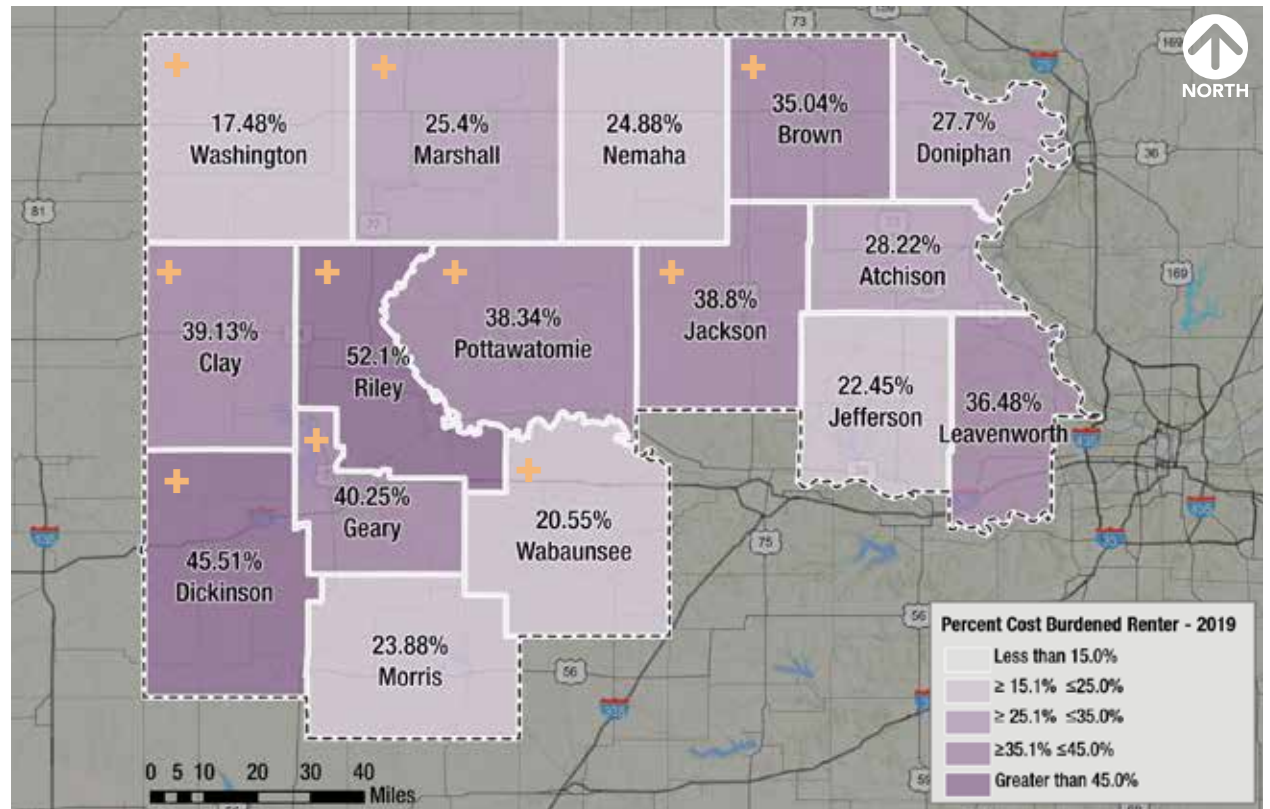 NORTH
73
169
36
81
77
73
169
17.48%
Washington
25.4%
Marshall
24.88%
Nemaha
35.04%
Brown
27.7%
Doniphan
28.22%
Atchison
39.13%
Clay
52.1%
Riley
38.34%
Pottawatomie
38.8%
Jackson
22.45%
Jefferson
36.48%
Leavenworth
40.25%
Geary
20.55%
Wabaunsee
45.51%
Dickinson
23.88%
Morris
75
56
56
Percent Cost Burdened Renter - 2019
Less than 15.0%
≥ 15.1% ≤25.0%
≥ 25.1% ≤35.0%
≥35.1% ≤45.0%
Greater than 45.0%
0 5 10 20 30 40
Miles